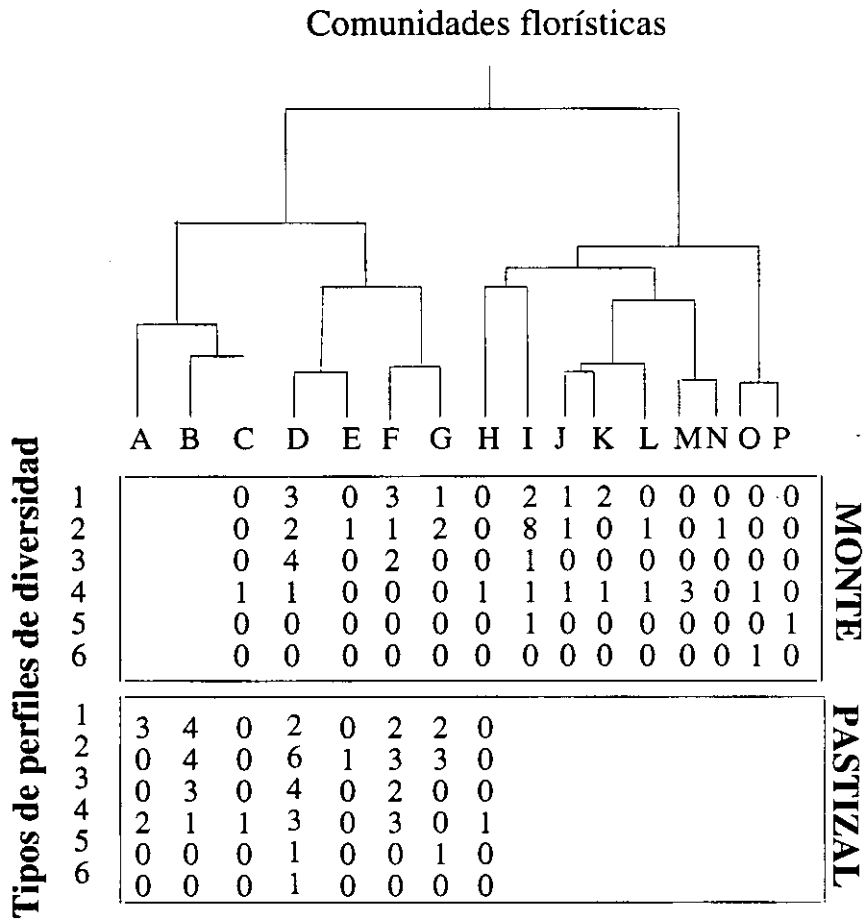 Comunidades florísticas
A B C D E F G H I J K L M N O P
Tipos de perfiles de diversidad
1 0 3 0 3 1 0 2 1 2 0 0 0 0 0
2 0 2 1 1 2 0 8 1 0 1 0 1 0 0
3 0 4 0 2 0 0 1 0 0 0 0 0 0 0
4 1 1 0 0 0 1 1 1 1 1 3 0 1 0
5 0 0 0 0 0 0 1 0 0 0 0 0 0 1
6 0 0 0 0 0 0 0 0 0 0 0 0 1 0
MONTE
1 3 4 0 2 0 2 2 0
2 0 4 0 6 1 3 3 0
3 0 3 0 4 0 2 0 0
4 2 1 1 3 0 3 0 1
5 0 0 0 1 0 0 1 0
6 0 0 0 1 0 0 0 0
PASTIZAL